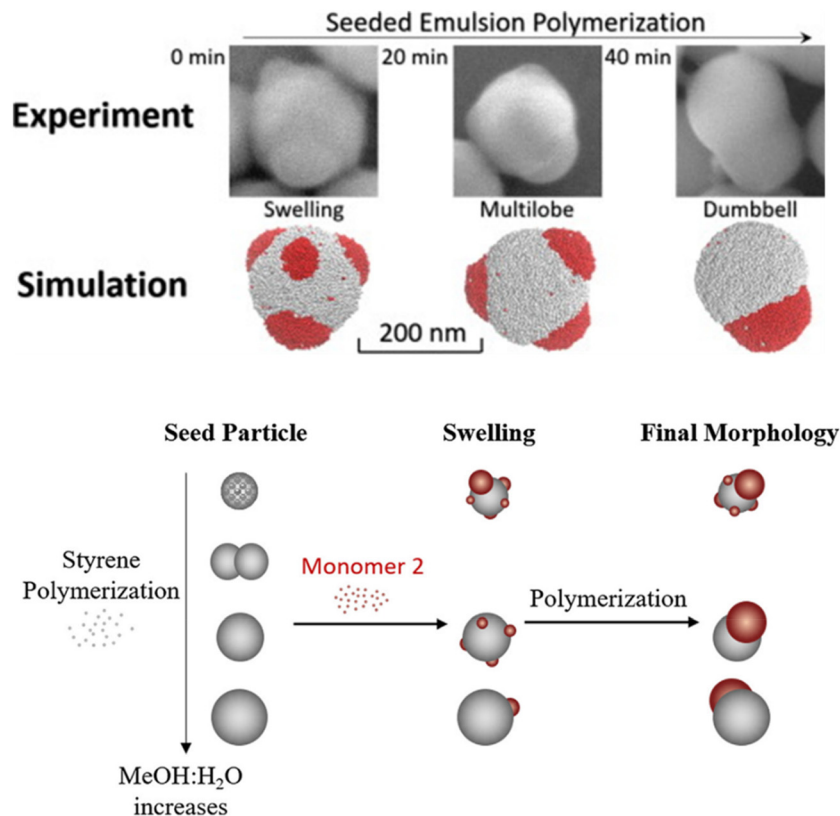 Seeded Emulsion Polymerization
0 min
20 min
40 min
Experiment
Swelling
Multilobe
Dumbbell
Simulation
200 nm
Seed Particle
Swelling
Final Morphology
Styrene
Polymerization
Monomer 2
Polymerization
MeOH:H₂O
increases